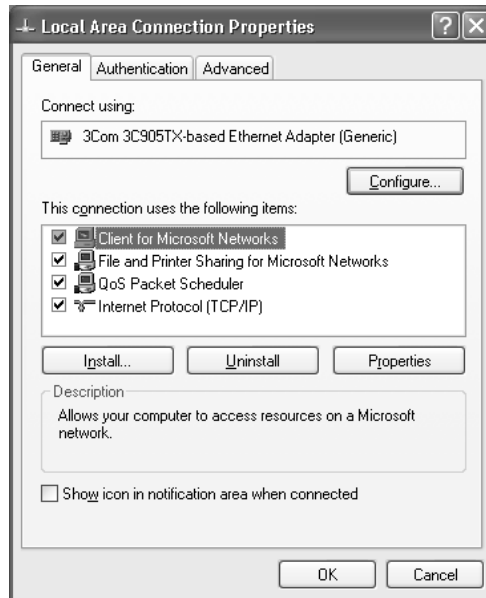 Local Area Connection Properties
General Authentication Advanced
Connect using:
3Com 3C905TX-based Ethernet Adapter (Generic)
Configure...
This connection uses the following items:
Client for Microsoft Networks
File and Printer Sharing for Microsoft Networks
QoS Packet Scheduler
Internet Protocol (TCP/IP)
Install... Uninstall Properties
Description
Allows your computer to access resources on a Microsoft
network.
Show icon in notification area when connected
OK Cancel